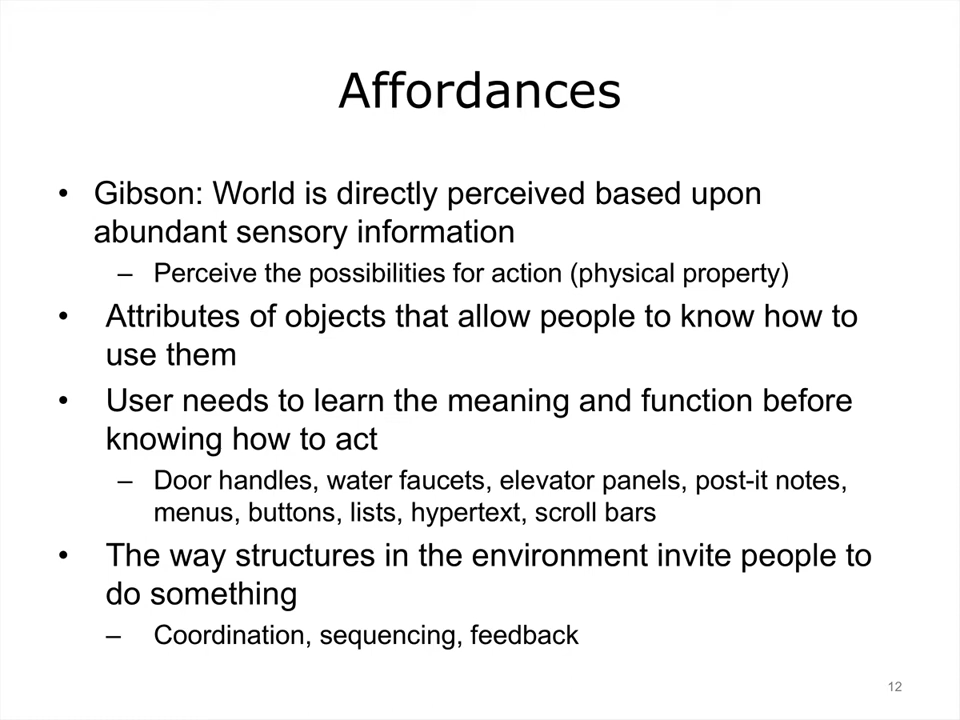 Affordances
• Gibson: World is directly perceived based upon
abundant sensory information
– Perceive the possibilities for action (physical property)
• Attributes of objects that allow people to know how to
use them
• User needs to learn the meaning and function before
knowing how to act
– Door handles, water faucets, elevator panels, post-it notes,
menus, buttons, lists, hypertext, scroll bars
• The way structures in the environment invite people to
do something
– Coordination, sequencing, feedback
12